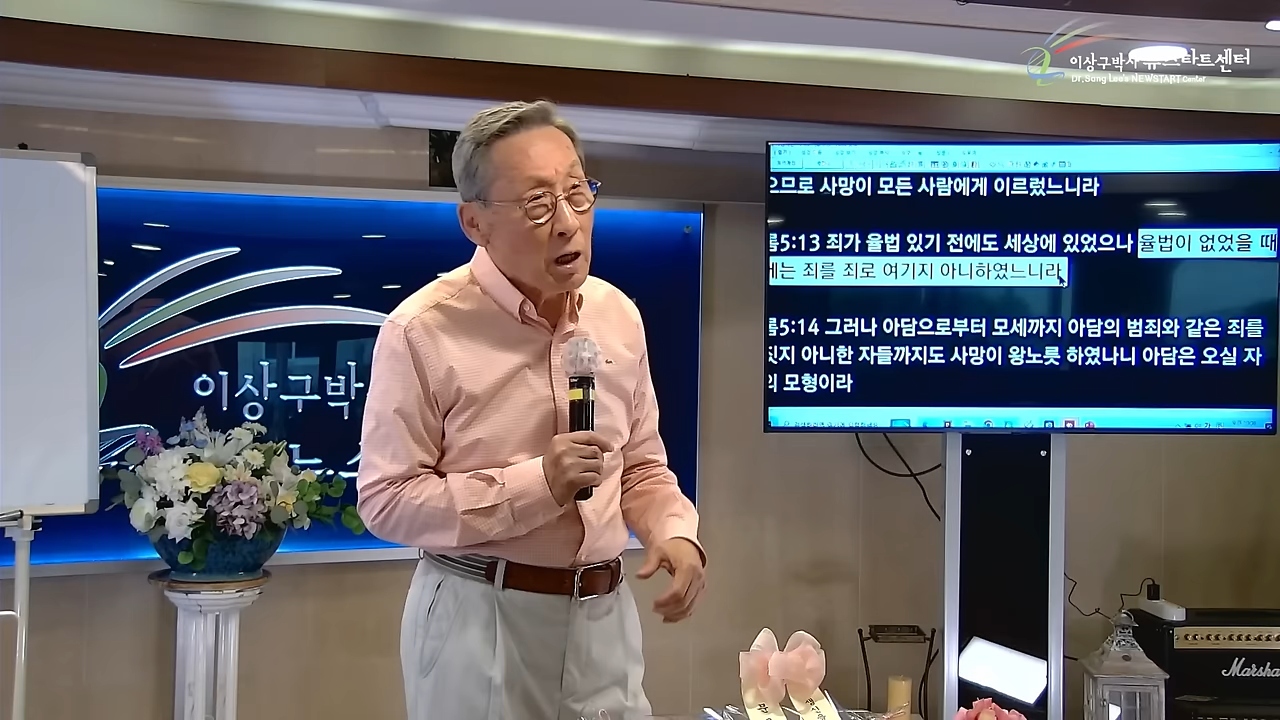 이상구박사 뉴스타트센터
Dr. Sang Lee's NEWSTART Center
으므로 사망이 모든 사람에게 이르렀느니라
롬5:13 죄가 율법 있기 전에도 세상에 있었으나 율법이 없었을 때
에는 죄를 죄로 여기지 아니하였느니라
롬5:14 그러나 아담으로부터 모세까지 아담의 범죄와 같은 죄를
짓지 아니한 자들까지도 사망이 왕노릇 하였나니 아담은 오실 자
의 모형이라
이상구박
Marsha